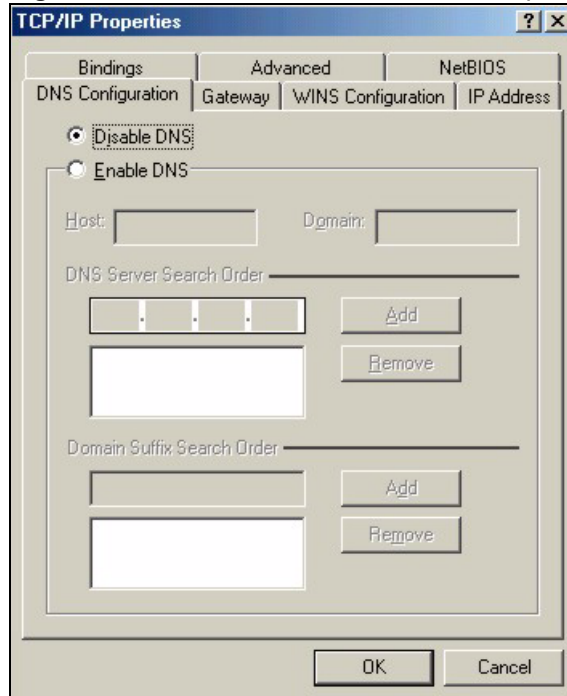 TCP/IP Properties
Bindings Advanced NetBIOS
DNS Configuration Gateway WINS Configuration IP Address
Disable DNS
Enable DNS
Host: Domain:
DNS Server Search Order
Add
Remove
Domain Suffix Search Order
Add
Remove
OK Cancel